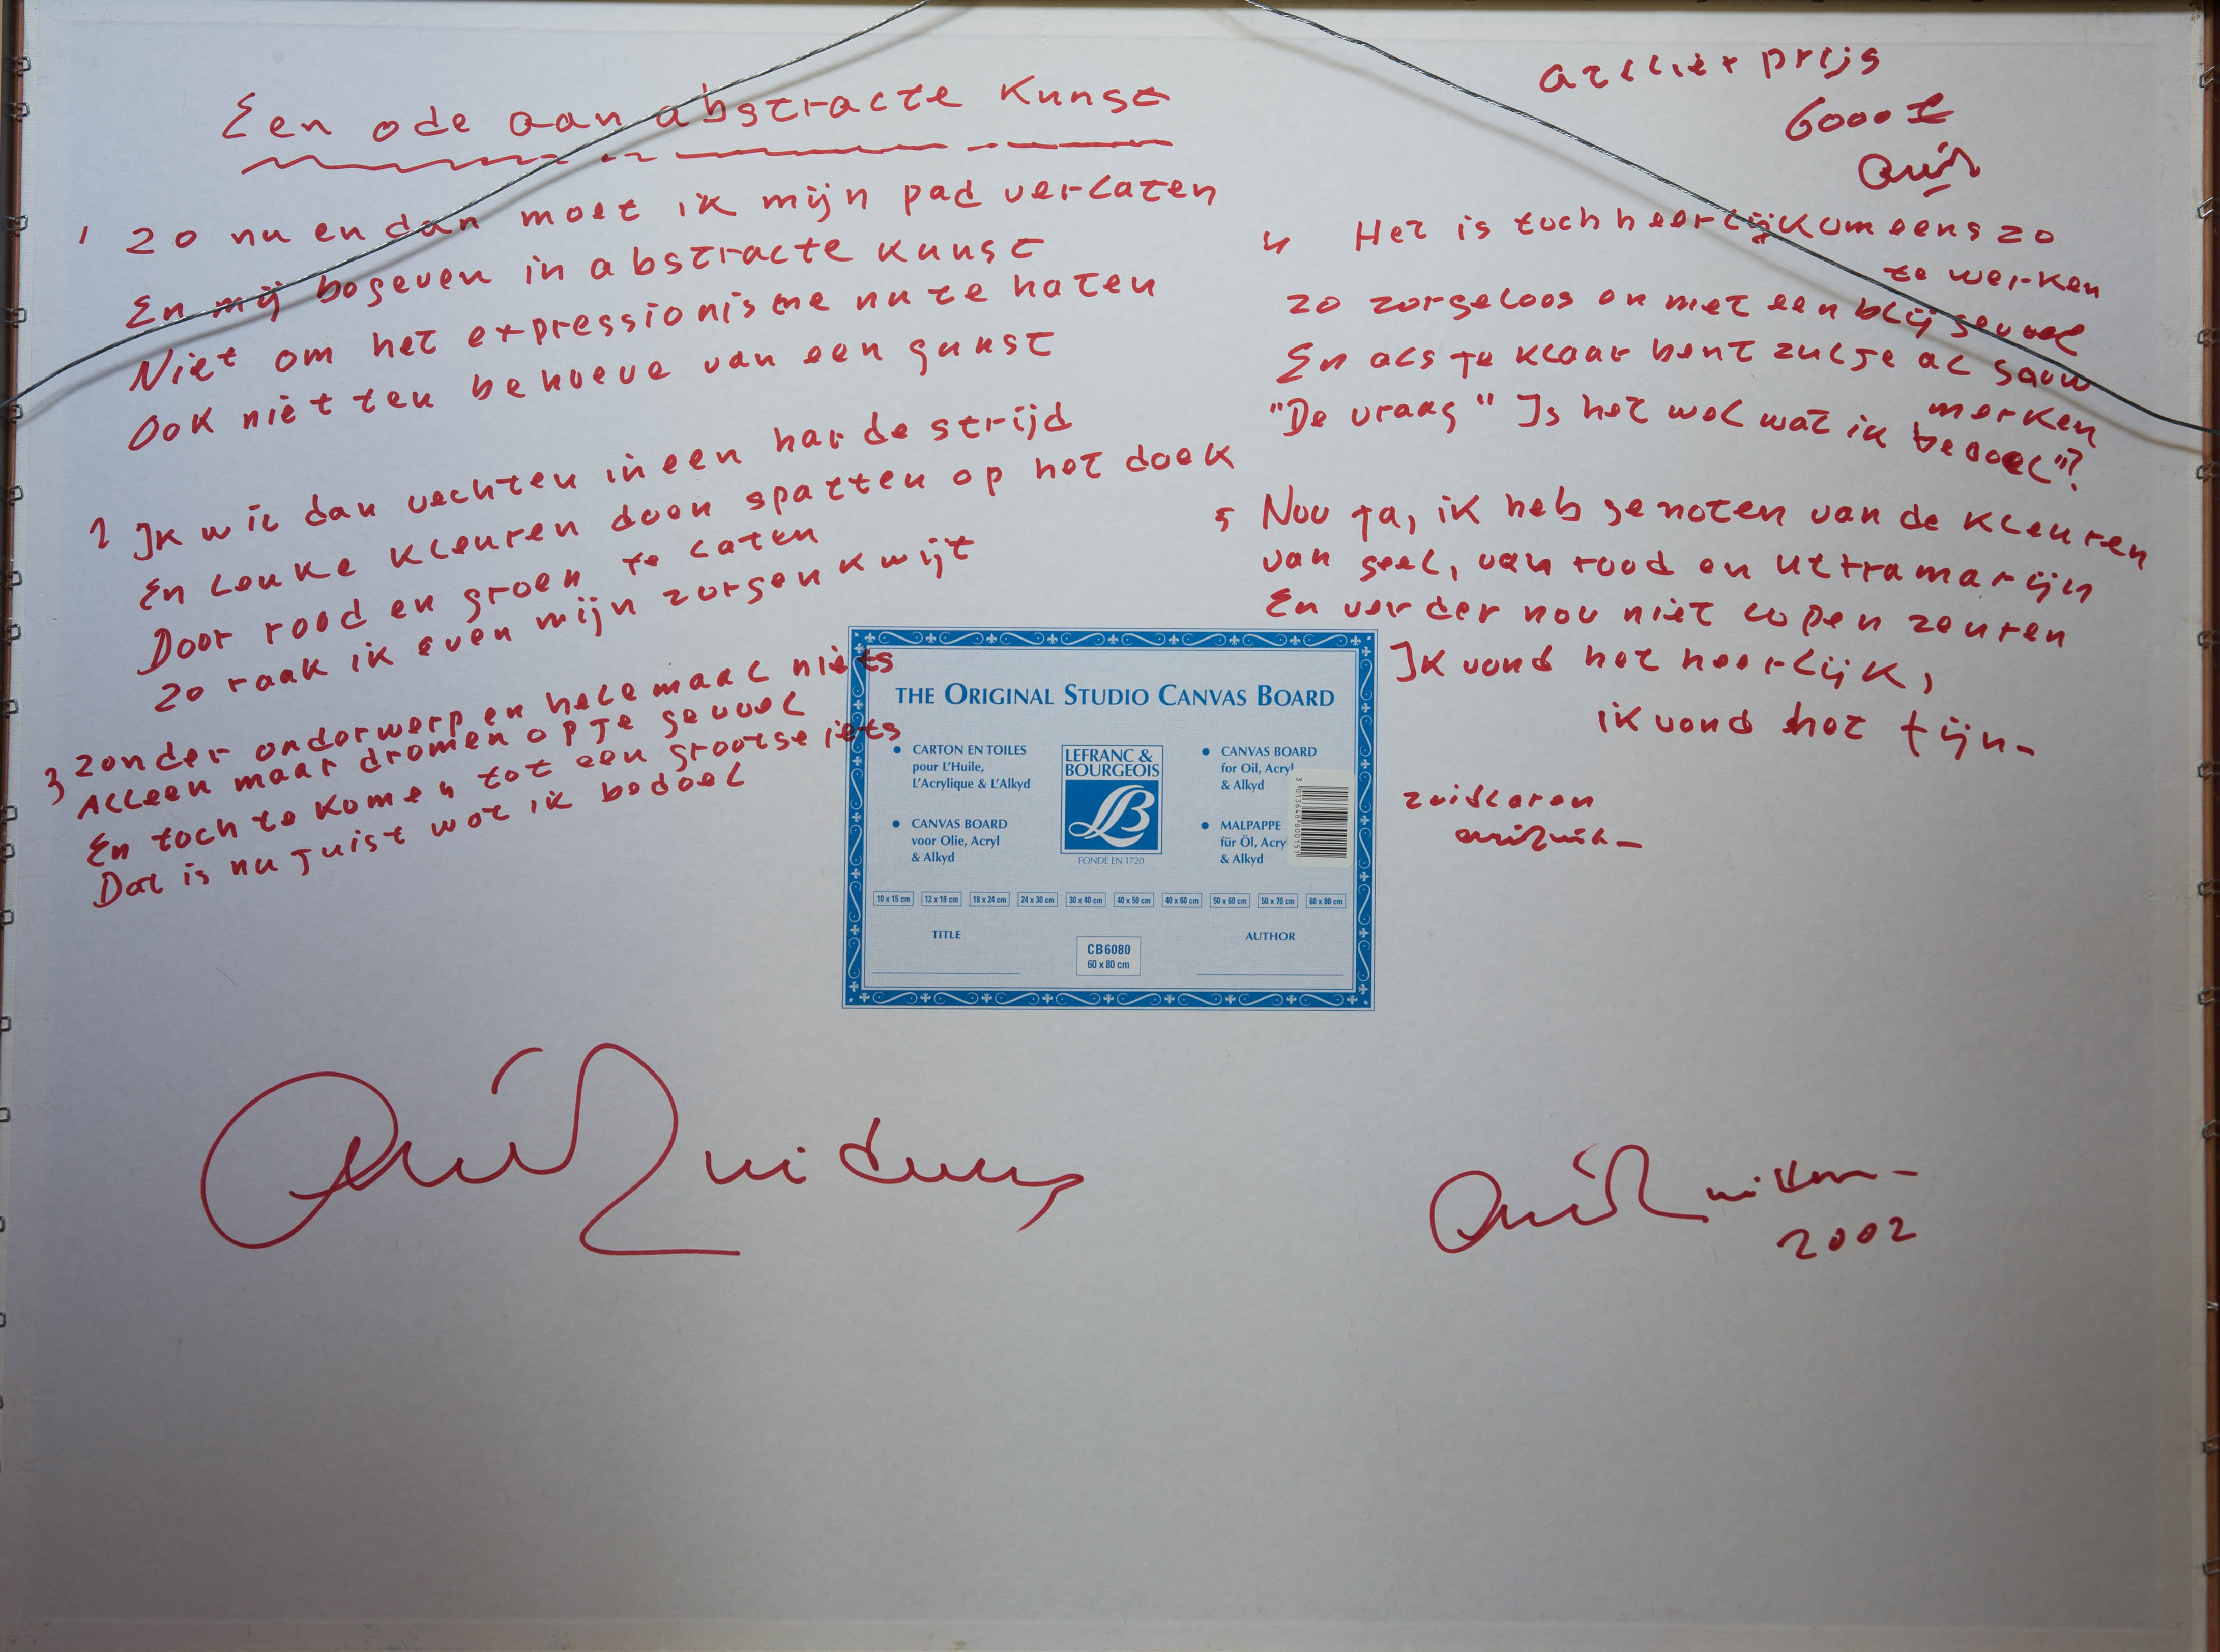 Een ode aan abstracte Kunst
1 Zo nu en dan moet ik mijn pad verlaten
En mij begeven in abstracte kunst
Niet om het expressionisme nu te haten
Ook niet ten behoeve van een gunst
2 Ik wil dan vechten in een harde strijd
En leuke kleuren doen spatten op het doek
Door rood en groen te laten
Zo raak ik even mijn zorgen kwijt
3 Zonder onderwerp en helemaal niets
Alleen maar dromen op je gevoel
En toch te komen tot een grootse iets
Dat is nu juist wat ik bedoel
atelier prijs
6000
4 Het is toch heerlijk om eens zo
te werken
Zo zorgeloos en met een blij gevoel
En als je klaar bent zul je al gauw
merken
"De vraag" Is het wel wat ik bedoel"?
5 Nou ja, ik heb genoten van de kleuren
van geel, van rood en ultramarijn
En verder nou niet lopen zeuren
Ik vond het heerlijk,
ik vond het fijn-
Zuidlaren
THE ORIGINAL STUDIO CANVAS BOARD
• CARTON EN TOILES
pour L'Huile,
L'Acrylique & L'Alkyd
• CANVAS BOARD
voor Olie, Acryl
& Alkyd
LEFRANC &
BOURGEOIS
LB
FONDÉ EN 1720
• CANVAS BOARD
for Oil, Acryl
& Alkyd
• MALPAPPE
für Öl, Acry
& Alkyd
3 013648 800151
10 x 15 cm 12 x 18 cm 18 x 24 cm 24 x 30 cm 30 x 40 cm 40 x 50 cm 40 x 60 cm 50 x 60 cm 50 x 70 cm 60 x 80 cm
TITLE
CB6080
60 x 80 cm
AUTHOR
2002